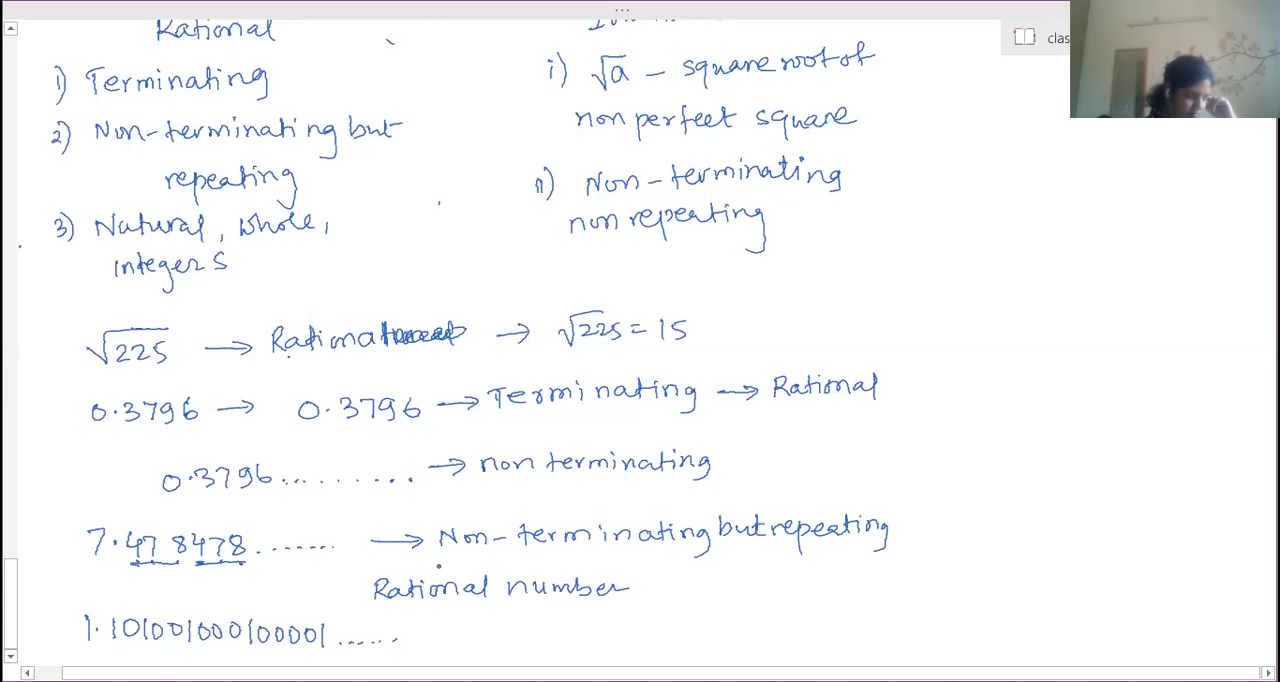 Rational
1) Terminating
2) Non-terminating but
repeating
3) Natural, whole,
integers
i) √a - square root of
non perfect square
ii) Non-terminating
non repeating
clas
√225 → Rational → √225 = 15
0.3796 → 0.3796 → Terminating → Rational
0.3796.......... → non terminating
7.478478....... → Non-terminating but repeating
Rational number
1.1010010001000001......